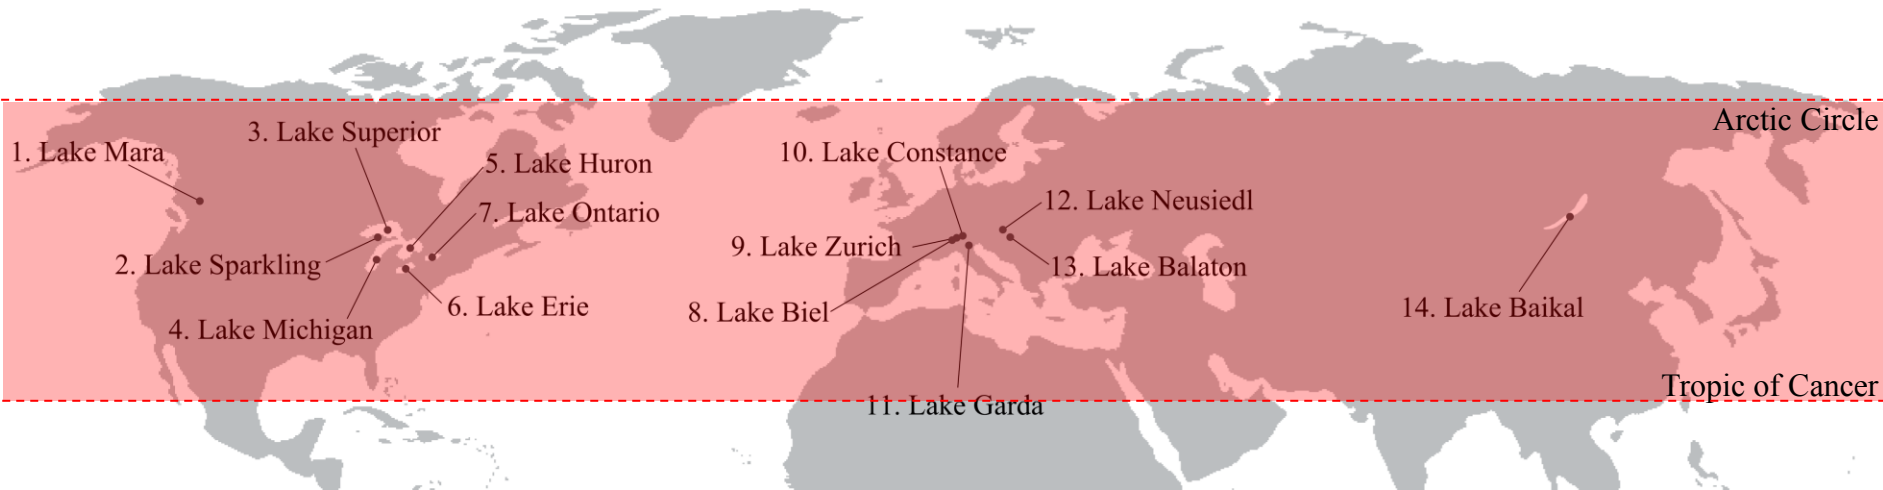 Arctic Circle
3. Lake Superior
1. Lake Mara
10. Lake Constance
5. Lake Huron
12. Lake Neusiedl
7. Lake Ontario
9. Lake Zurich
2. Lake Sparkling
13. Lake Balaton
6. Lake Erie
8. Lake Biel
14. Lake Baikal
4. Lake Michigan
Tropic of Cancer
11. Lake Garda